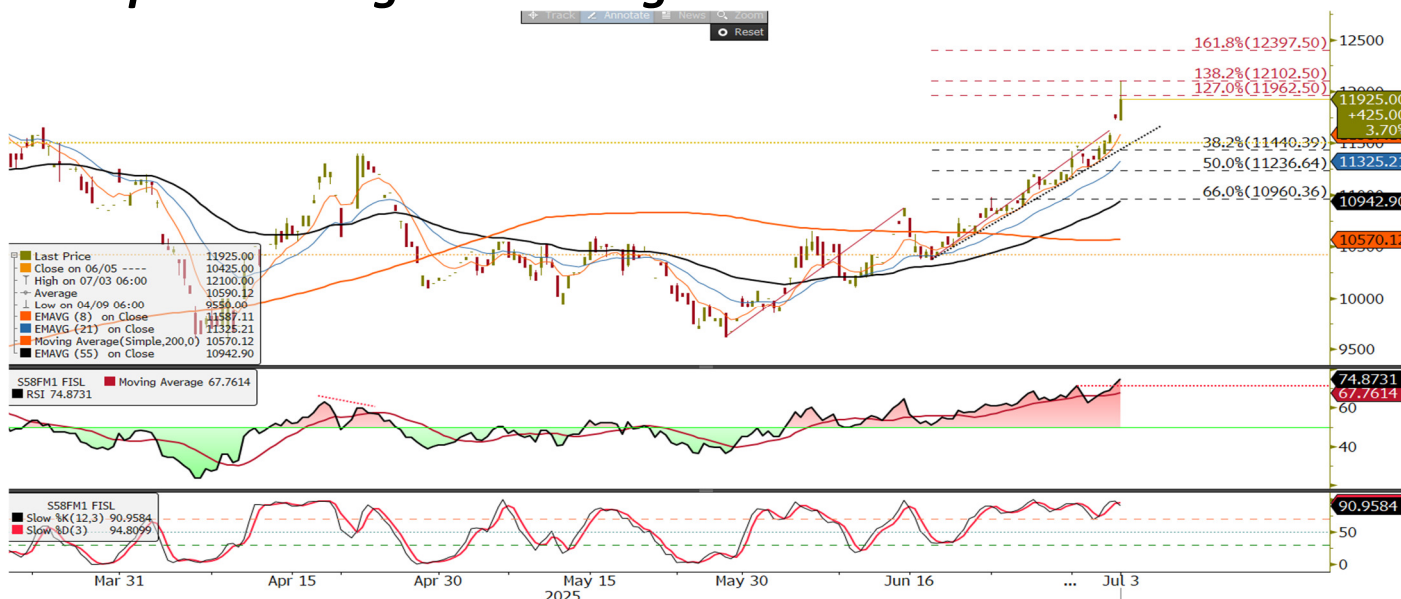 Track Annotate News Zoom
Reset
12500
161.8%(12397.50)
138.2%(12102.50)
127.0%(11962.50)
11925.00
+425.00
3.70%
38.2%(11440.39)
50.0%(11236.64)
11325.21
66.0%(10960.36)
10942.90
10570.12
10000
9500
Last Price 11925.00
Close on 06/05 ---- 10425.00
High on 07/03 06:00 12100.00
Average 10590.12
Low on 04/09 06:00 9550.00
EMAVG (8) on Close 11587.11
EMAVG (21) on Close 11325.21
Moving Average(Simple,200,0) 10570.12
EMAVG (55) on Close 10942.90
S58FM1 FISL Moving Average 67.7614
RSI 74.8731
74.8731
67.7614
60
40
S58FM1 FISL
Slow %K(12,3) 90.9584
Slow %D(3) 94.8099
90.9584
50
0
Mar 31 Apr 15 Apr 30 May 15 May 30 Jun 16 ... Jul 3
2025